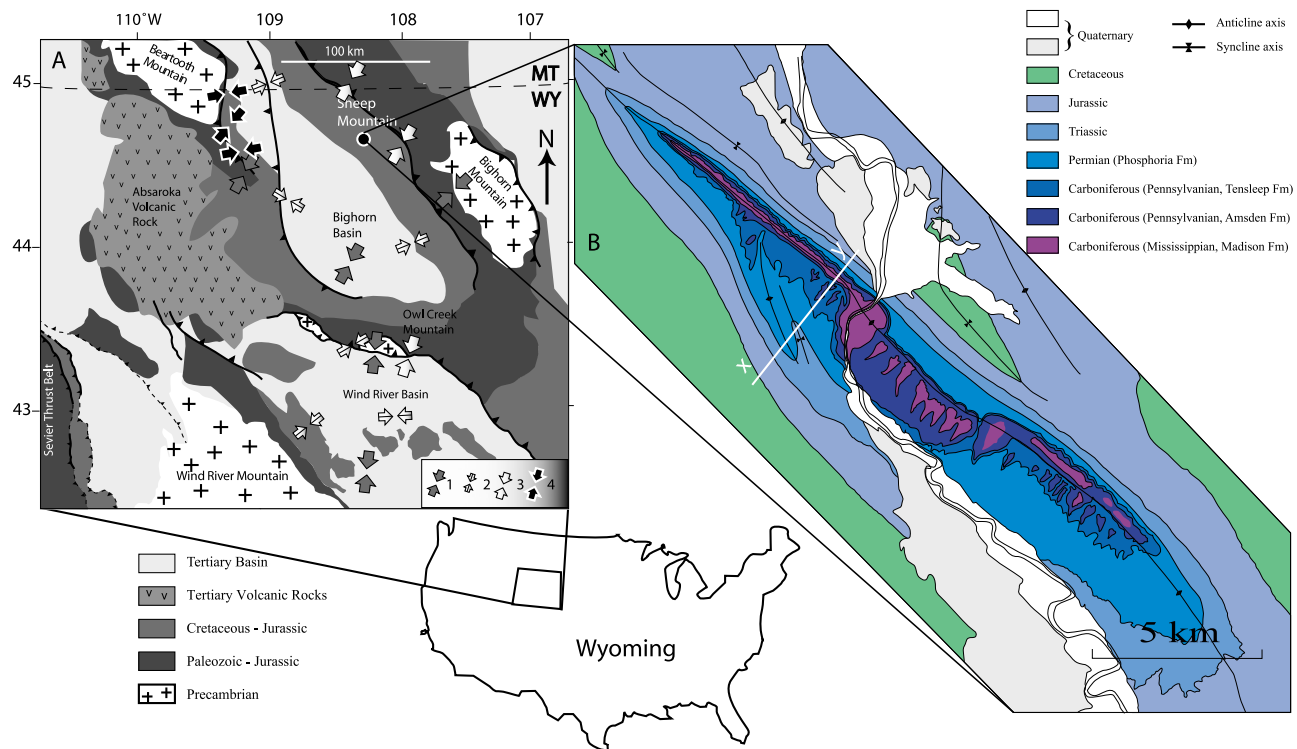 110°W
109
108
107
A
Beartooth
Mountain
100 km
45
MT
WY
Sheep
Mountain
N
Bighorn
Mountain
Absaroka
Volcanic
Rock
Bighorn
Basin
44
Owl Creek
Mountain
43
Wind River Basin
Sevier Thrust Belt
Wind River Mountain
1
2
3
4
Tertiary Basin
Tertiary Volcanic Rocks
Cretaceous - Jurassic
Paleozoic - Jurassic
Precambrian
Wyoming
B
y
x
5 km
Quaternary
Cretaceous
Jurassic
Triassic
Permian (Phosphoria Fm)
Carboniferous (Pennsylvanian, Tensleep Fm)
Carboniferous (Pennsylvanian, Amsden Fm)
Carboniferous (Mississippian, Madison Fm)
Anticline axis
Syncline axis